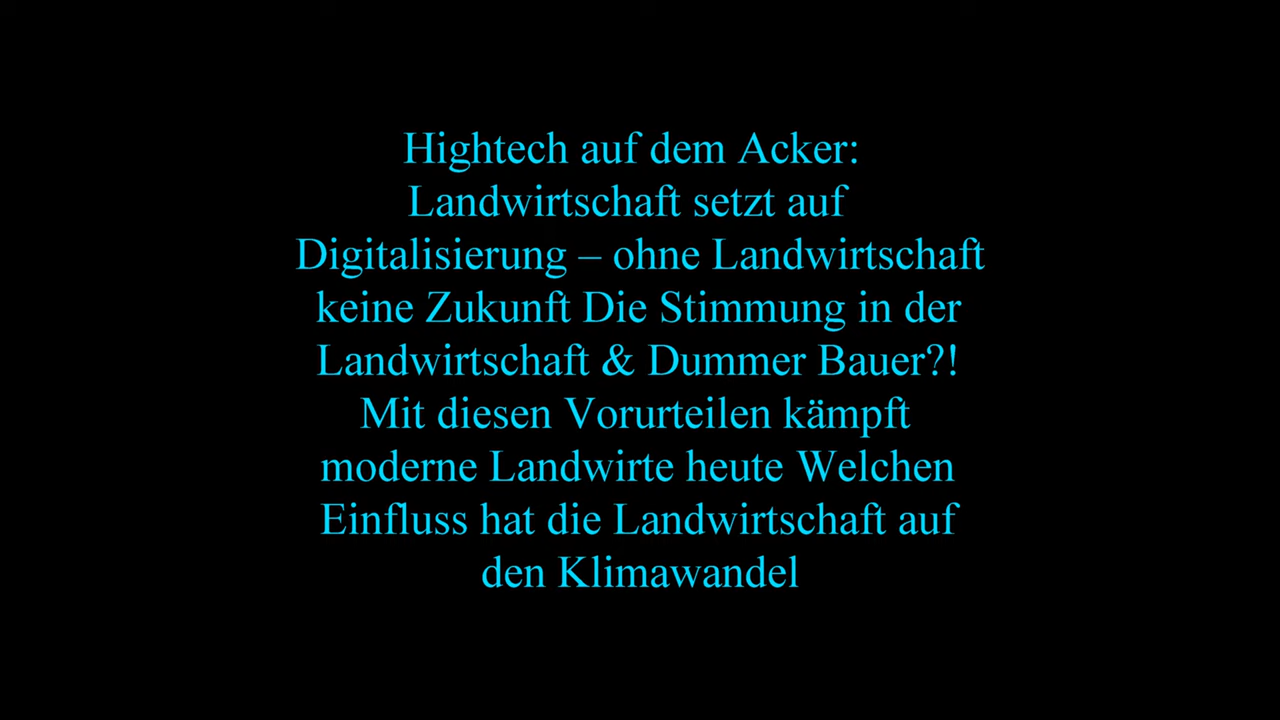 Hightech auf dem Acker:
Landwirtschaft setzt auf
Digitalisierung – ohne Landwirtschaft
keine Zukunft Die Stimmung in der
Landwirtschaft & Dummer Bauer?!
Mit diesen Vorurteilen kämpft
moderne Landwirte heute Welchen
Einfluss hat die Landwirtschaft auf
den Klimawandel